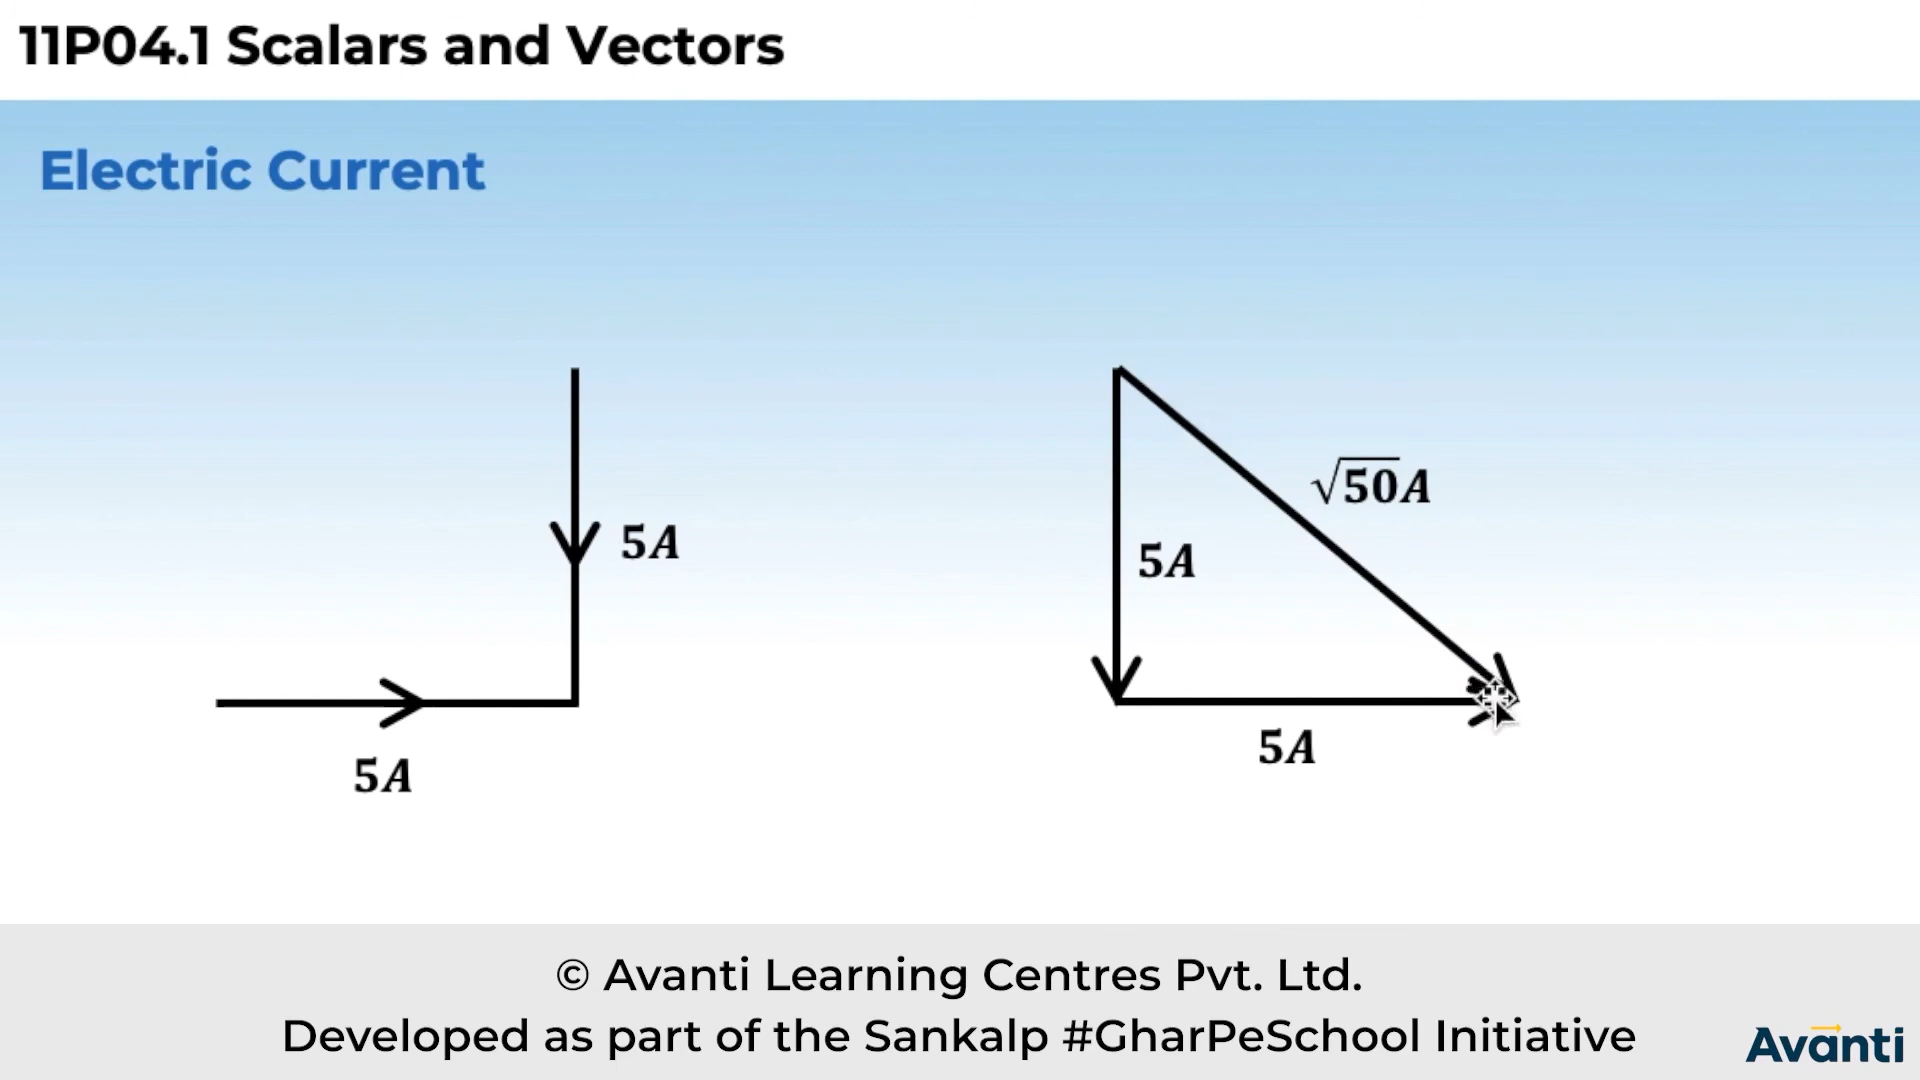 11P04.1 Scalars and Vectors
Electric Current
5A
5A
√50A
5A
5A
© Avanti Learning Centres Pvt. Ltd.
Developed as part of the Sankalp #GharPeSchool Initiative
Avanti